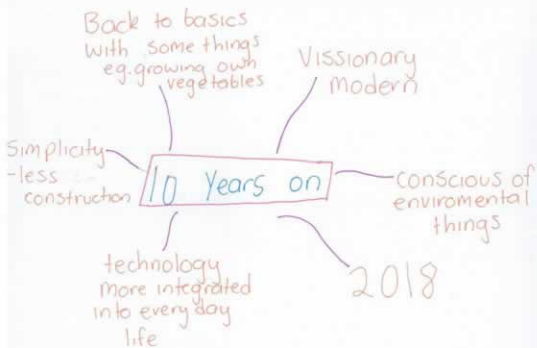 Back to basics
with some things
eg. growing own
vegetables
Vissionary
modern
Simplicity
-less
construction
10 Years on
conscious of
enviromental
things
technology
more integrated
into every day
life
2018